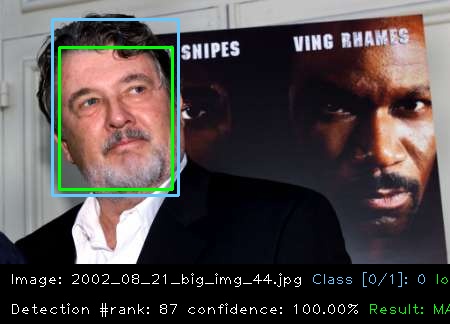 SNIPES
VING RHAMES
Image: 2002_08_21_big_img_44.jpg Class [0/1]: 0
Detection #rank: 87 confidence: 100.00% Result: